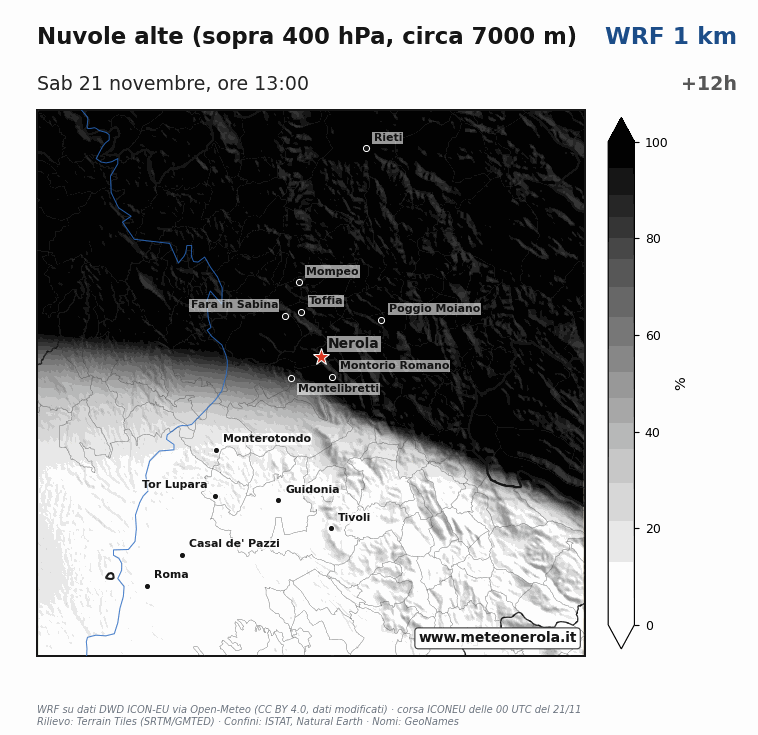 Nuvole alte (sopra 400 hPa, circa 7000 m) WRF 1 km
Sab 21 novembre, ore 13:00 +12h
Rieti
100
80
Mompeo
Toffia
Fara in Sabina
Poggio Moiano
60
Nerola
Montorio Romano
%
Montelibretti
Monterotondo
40
Tor Lupara
Guidonia
Tivoli
20
Casal de' Pazzi
Roma
0
www.meteonerola.it
WRF su dati DWD ICON-EU via Open-Meteo (CC BY 4.0, dati modificati) · corsa ICONEU delle 00 UTC del 21/11
Rilievo: Terrain Tiles (SRTM/GMTED) · Confini: ISTAT, Natural Earth · Nomi: GeoNames